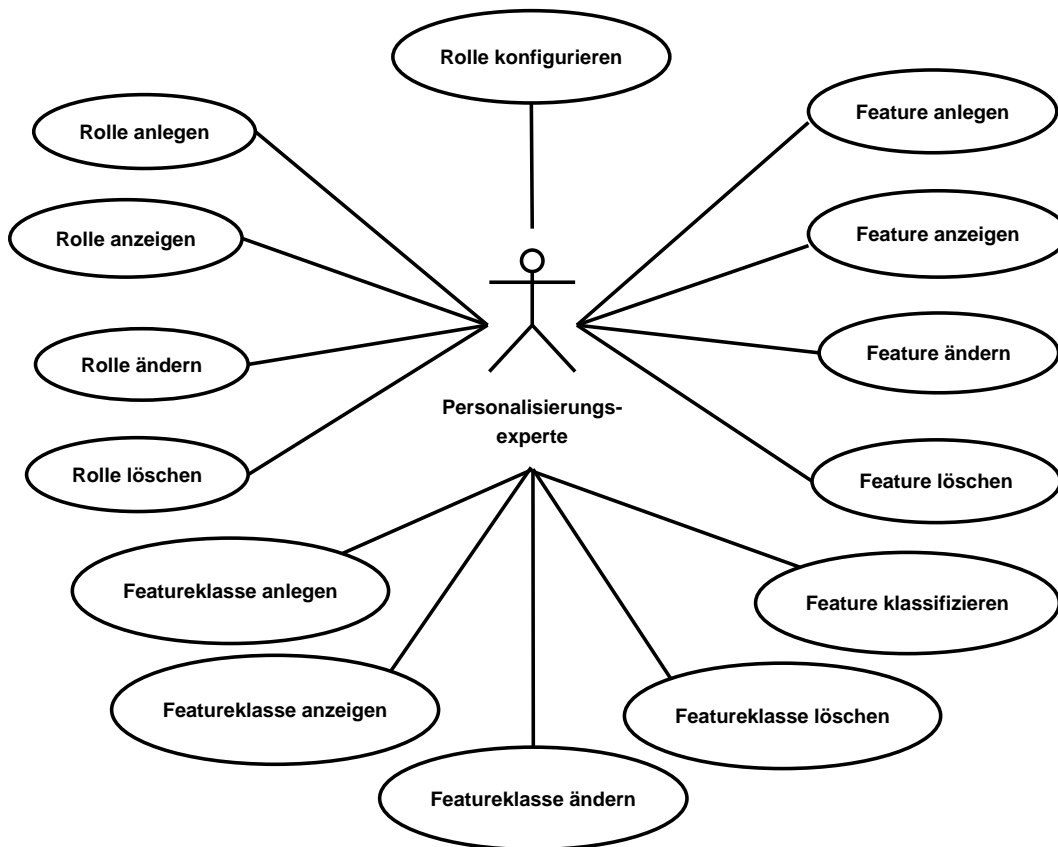 Rolle konfigurieren
Rolle anlegen
Feature anlegen
Rolle anzeigen
Feature anzeigen
Rolle ändern
Feature ändern
Personalisierungs-
experte
Rolle löschen
Feature löschen
Featureklasse anlegen
Feature klassifizieren
Featureklasse anzeigen
Featureklasse löschen
Featureklasse ändern